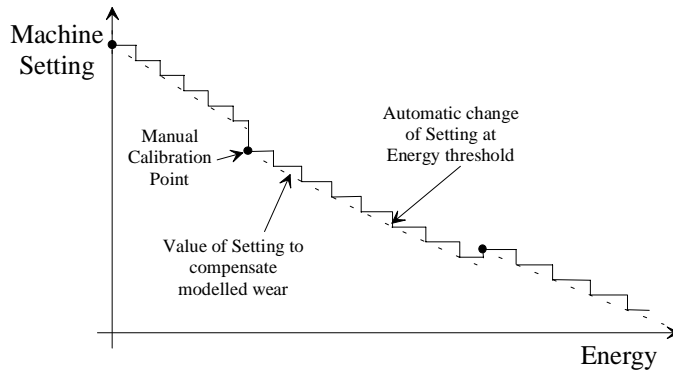 Machine
Setting
Automatic change
of Setting at
Energy threshold
Manual
Calibration
Point
Value of Setting to
compensate
modelled wear
Energy